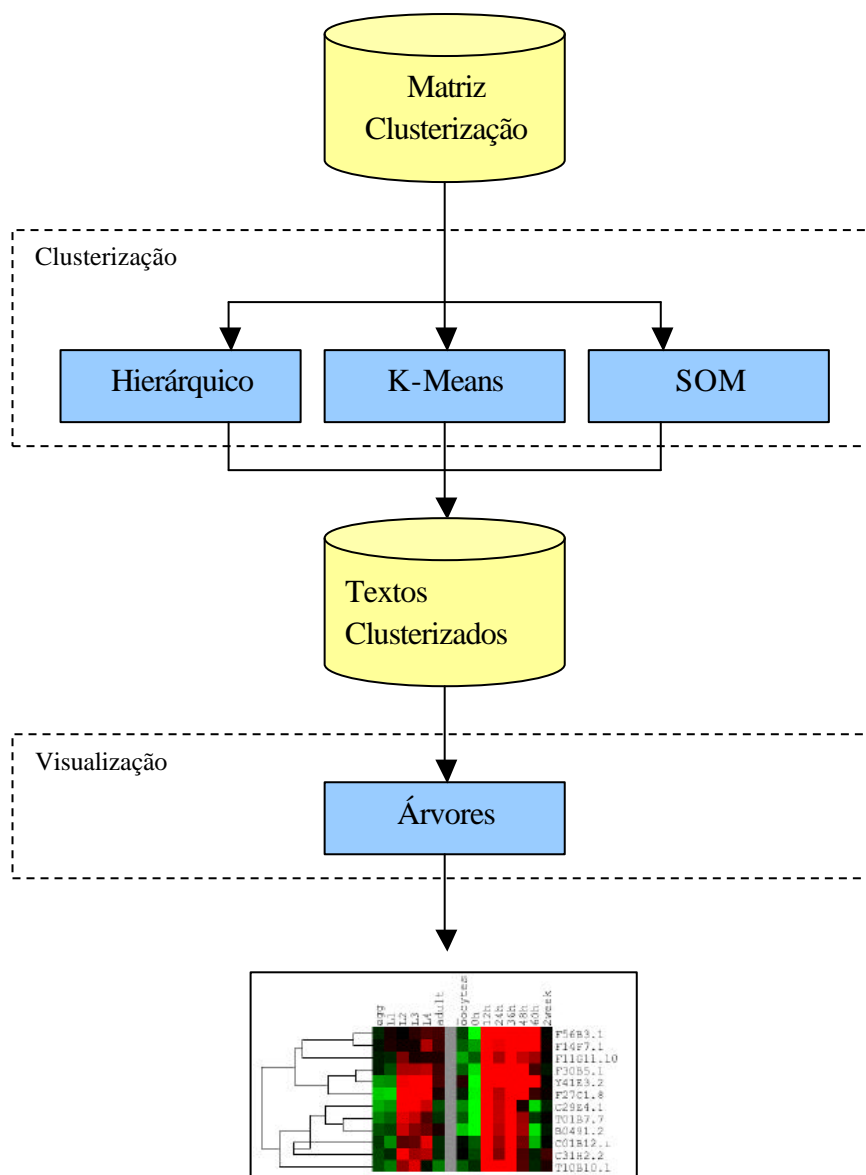 Matriz
Clusterização
Clusterização
Hierárquico
K-Means
SOM
Textos
Clusterizados
Visualização
Árvores
egg
L1
L2
L3
L4
adult
oocytes
0h
12h
24h
36h
48h
60h
2week
F56B3.1
F14F7.1
F11G11.10
F30B5.1
Y41E3.2
F27C1.8
C29E4.1
T01B7.7
B0491.2
C31H2.2
T10B10.1